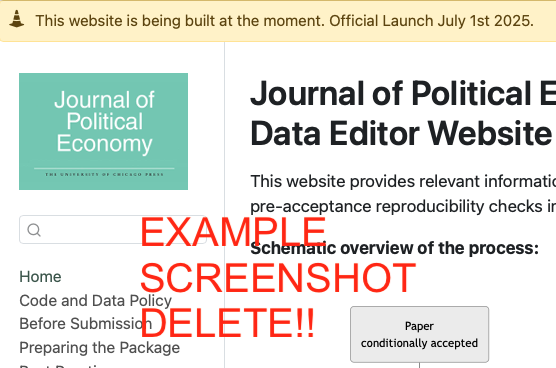 This website is being built at the moment. Official Launch July 1st 2025.
Journal of
Political
Economy
THE UNIVERSITY OF CHICAGO PRESS
Home
Code and Data Policy
Before Submission
Preparing the Package
Journal of Political E
Data Editor Website
This website provides relevant informatio
pre-acceptance reproducibility checks in
Schematic overview of the process:
Paper
conditionally accepted
EXAMPLE
SCREENSHOT
DELETE!!